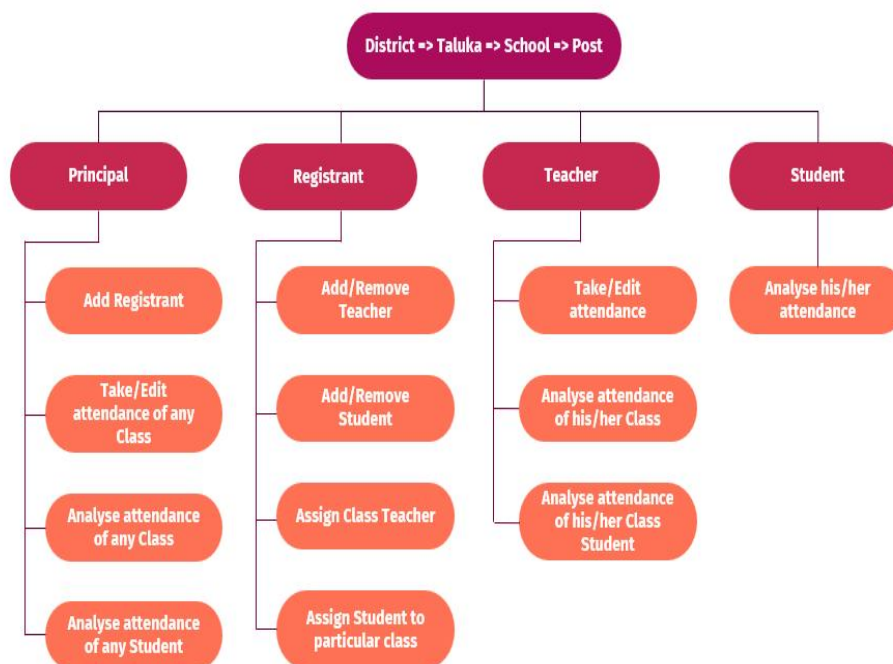 District => Taluka => School => Post
Principal
Registrant
Teacher
Student
Add Registrant
Take/Edit
attendance of any
Class
Analyse attendance
of any Class
Analyse attendance
of any Student
Add/Remove
Teacher
Add/Remove
Student
Assign Class Teacher
Assign Student to
particular class
Take/Edit
attendance
Analyse attendance
of his/her Class
Analyse attendance
of his/her Class
Student
Analyse his/her
attendance